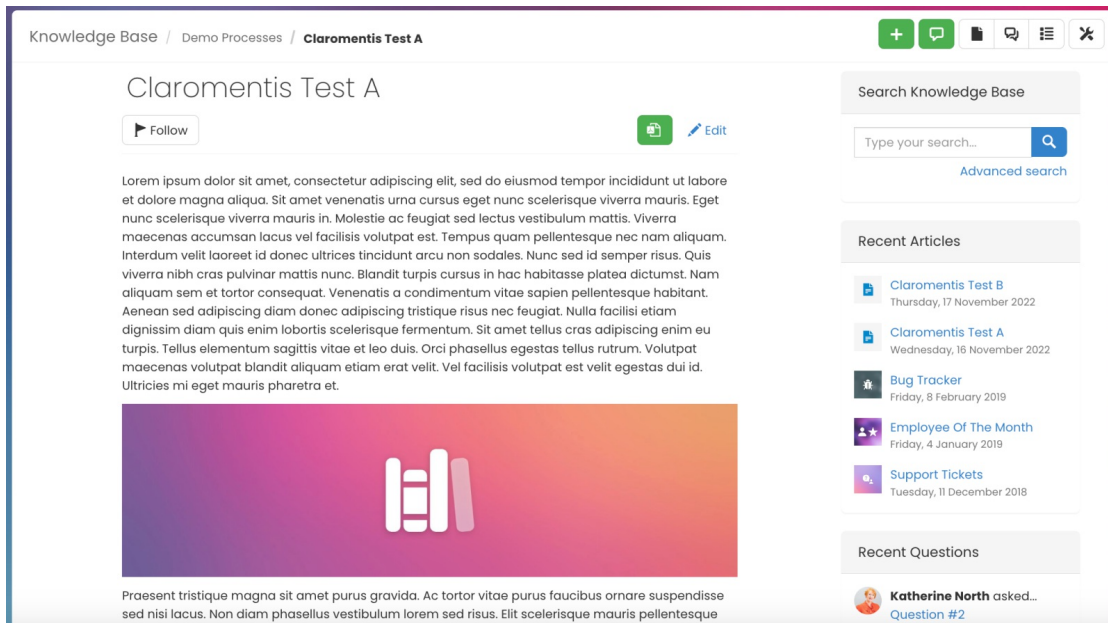 Knowledge Base / Demo Processes / Claromentis Test A
Claromentis Test A
Follow
Edit
Lorem ipsum dolor sit amet, consectetur adipiscing elit, sed do eiusmod tempor incididunt ut labore
et dolore magna aliqua. Sit amet venenatis urna cursus eget nunc scelerisque viverra mauris. Eget
nunc scelerisque viverra mauris in. Molestie ac feugiat sed lectus vestibulum mattis. Viverra
maecenas accumsan lacus vel facilisis volutpat est. Tempus quam pellentesque nec nam aliquam.
Interdum velit laoreet id donec ultrices tincidunt arcu non sodales. Nunc sed id semper risus. Quis
viverra nibh cras pulvinar mattis nunc. Blandit turpis cursus in hac habitasse platea dictumst. Nam
aliquam sem et tortor consequat. Venenatis a condimentum vitae sapien pellentesque habitant.
Aenean sed adipiscing diam donec adipiscing tristique risus nec feugiat. Nulla facilisi etiam
dignissim diam quis enim lobortis scelerisque fermentum. Sit amet tellus cras adipiscing enim eu
turpis. Tellus elementum sagittis vitae et leo duis. Orci phasellus egestas tellus rutrum. Volutpat
maecenas volutpat blandit aliquam etiam erat velit. Vel facilisis volutpat est velit egestas dui id.
Ultricies mi eget mauris pharetra et.
Praesent tristique magna sit amet purus gravida. Ac tortor vitae purus faucibus ornare suspendisse
sed nisi lacus. Non diam phasellus vestibulum lorem sed risus. Elit scelerisque mauris pellentesque
Search Knowledge Base
Type your search...
Advanced search
Recent Articles
Claromentis Test B
Thursday, 17 November 2022
Claromentis Test A
Wednesday, 16 November 2022
Bug Tracker
Friday, 8 February 2019
Employee Of The Month
Friday, 4 January 2019
Support Tickets
Tuesday, 11 December 2018
Recent Questions
Katherine North asked...
Question #2